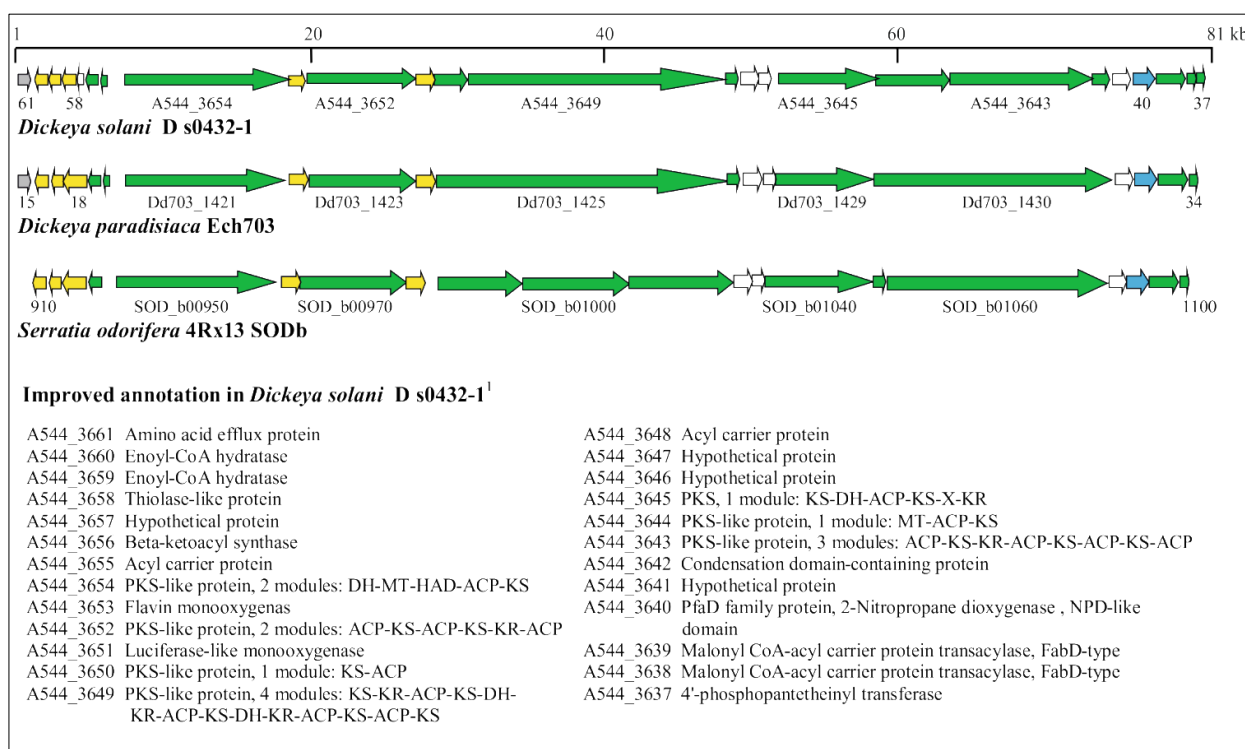 1 20 40 60 81 kb
61 58 A544_3654 A544_3652 A544_3649 A544_3645 A544_3643 40 37
Dickeya solani D s0432-1
15 18 Dd703_1421 Dd703_1423 Dd703_1425 Dd703_1429 Dd703_1430 34
Dickeya paradisiaca Ech703
910 SOD_b00950 SOD_b00970 SOD_b01000 SOD_b01040 SOD_b01060 1100
Serratia odorifera 4Rx13 SODb
Improved annotation in Dickeya solani D s0432-1¹
A544_3661 Amino acid efflux protein
A544_3660 Enoyl-CoA hydratase
A544_3659 Enoyl-CoA hydratase
A544_3658 Thiolase-like protein
A544_3657 Hypothetical protein
A544_3656 Beta-ketoacyl synthase
A544_3655 Acyl carrier protein
A544_3654 PKS-like protein, 2 modules: DH-MT-HAD-ACP-KS
A544_3653 Flavin monooxygenas
A544_3652 PKS-like protein, 2 modules: ACP-KS-ACP-KS-KR-ACP
A544_3651 Luciferase-like monooxygenase
A544_3650 PKS-like protein, 1 module: KS-ACP
A544_3649 PKS-like protein, 4 modules: KS-KR-ACP-KS-DH-
KR-ACP-KS-DH-KR-ACP-KS-ACP-KS
A544_3648 Acyl carrier protein
A544_3647 Hypothetical protein
A544_3646 Hypothetical protein
A544_3645 PKS, 1 module: KS-DH-ACP-KS-X-KR
A544_3644 PKS-like protein, 1 module: MT-ACP-KS
A544_3643 PKS-like protein, 3 modules: ACP-KS-KR-ACP-KS-ACP-KS-ACP
A544_3642 Condensation domain-containing protein
A544_3641 Hypothetical protein
A544_3640 PfaD family protein, 2-Nitropropane dioxygenase , NPD-like
domain
A544_3639 Malonyl CoA-acyl carrier protein transacylase, FabD-type
A544_3638 Malonyl CoA-acyl carrier protein transacylase, FabD-type
A544_3637 4'-phosphopantetheinyl transferase